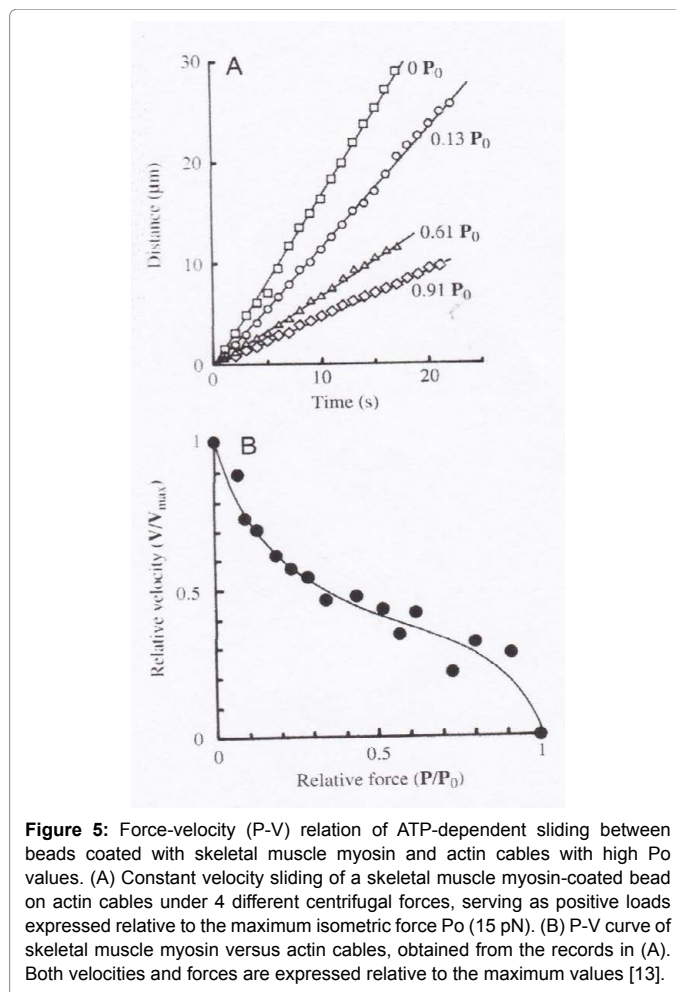 30
A
0 P₀
0.13 P₀
20
Distance (μm)
0.61 P₀
10
0.91 P₀
0
0
10
20
Time (s)
1
B
Relative velocity (V/Vmax)
0.5
0
0
0.5
1
Relative force (P/P₀)
Figure 5: Force-velocity (P-V) relation of ATP-dependent sliding between
beads coated with skeletal muscle myosin and actin cables with high Po
values. (A) Constant velocity sliding of a skeletal muscle myosin-coated bead
on actin cables under 4 different centrifugal forces, serving as positive loads
expressed relative to the maximum isometric force Po (15 pN). (B) P-V curve of
skeletal muscle myosin versus actin cables, obtained from the records in (A).
Both velocities and forces are expressed relative to the maximum values [13].